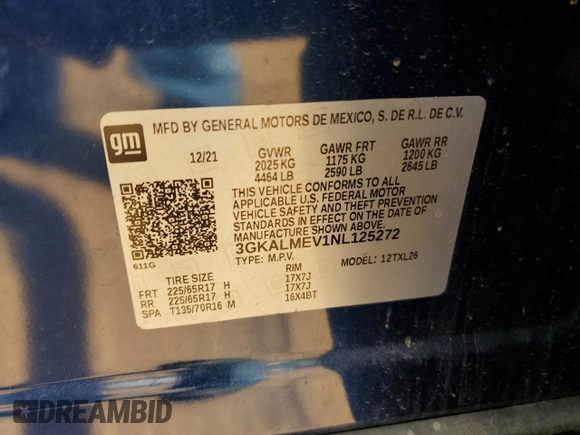 gm MFD BY GENERAL MOTORS DE MEXICO, S. DE R.L. DE C.V.
12/21 GVWR GAWR FRT GAWR RR
2025 KG 1175 KG 1200 KG
4464 LB 2590 LB 2645 LB
THIS VEHICLE CONFORMS TO ALL
APPLICABLE U.S. FEDERAL MOTOR
VEHICLE SAFETY AND THEFT PREVENTION
STANDARDS IN EFFECT ON THE DATE OF
MANUFACTURE SHOWN ABOVE.
3GKALMEV1NL125272
611G
TYPE: M.P.V. MODEL: 12TXL26
TIRE SIZE RIM
FRT 225/65R17 H 17X7J
RR 225/65R17 H 17X7J
SPA T135/70R16 M 16X4BT
DREAMBID